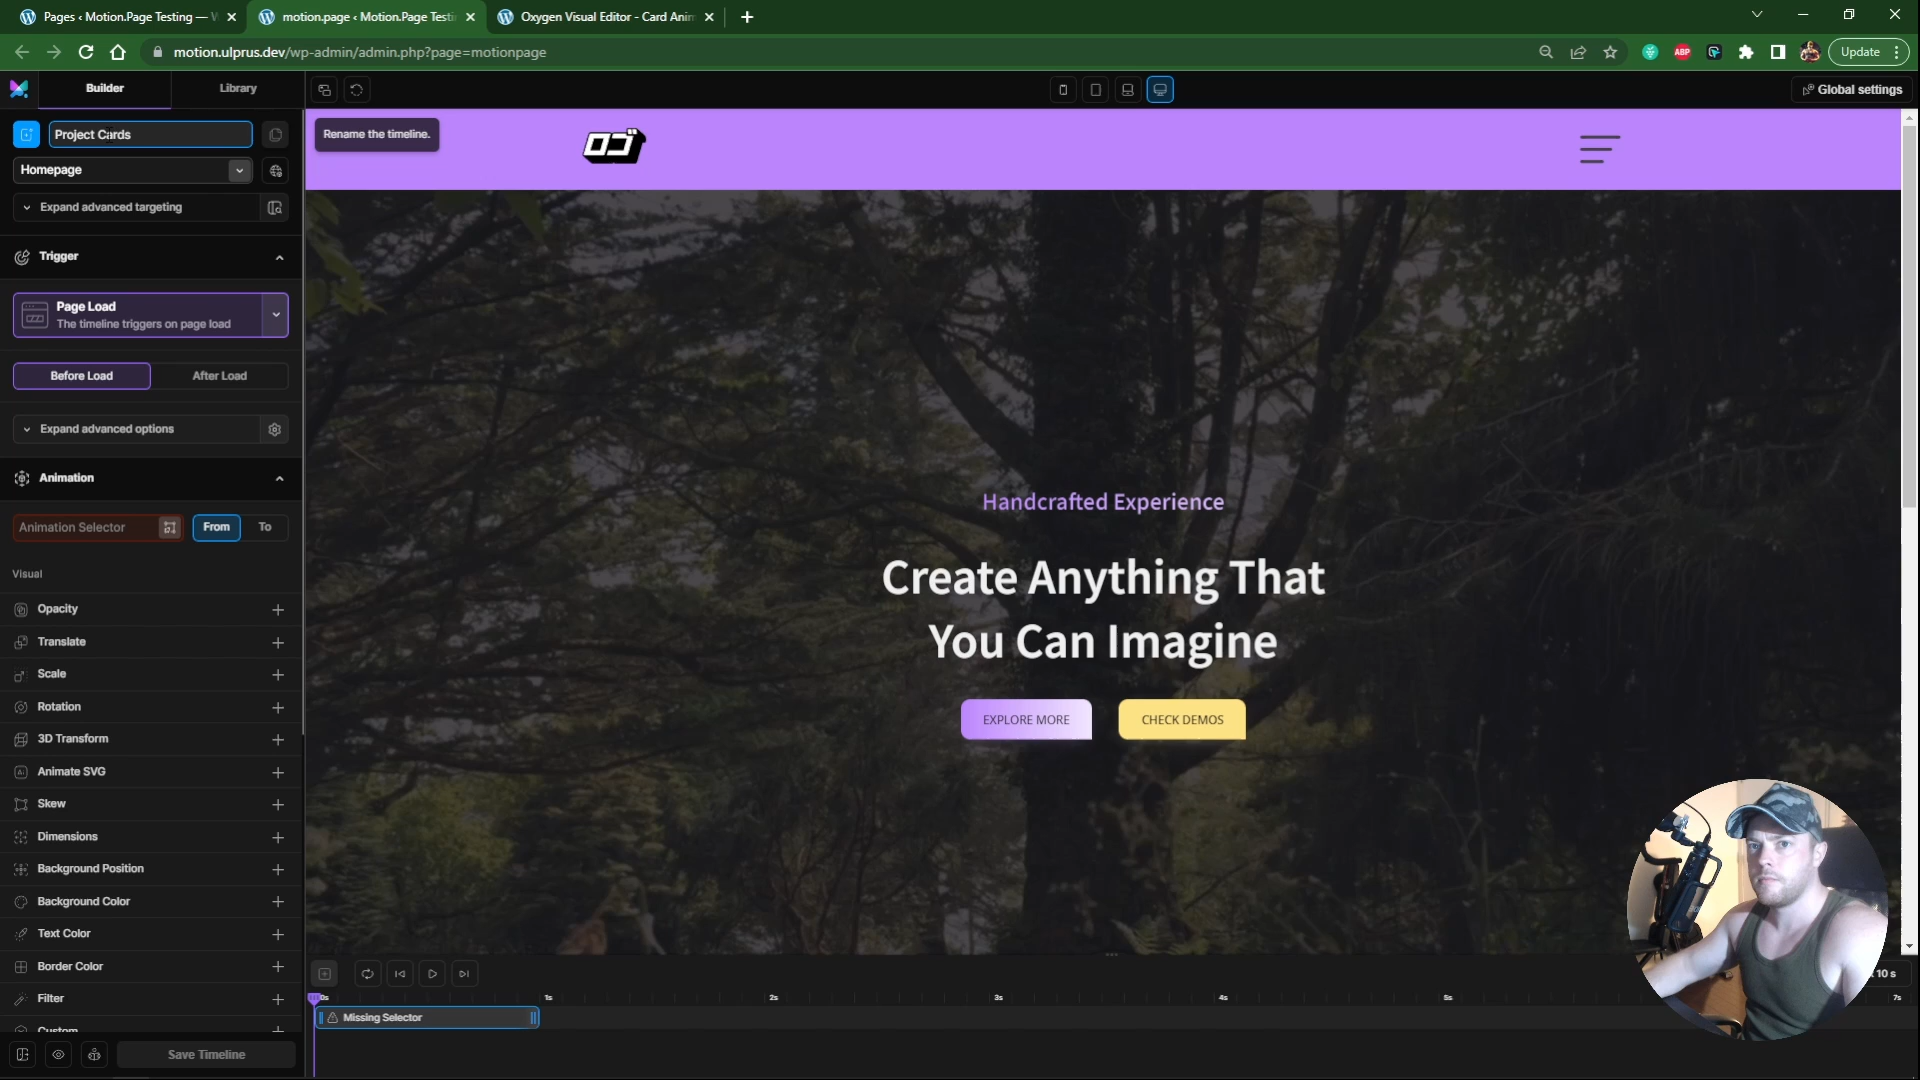 Pages ‹ Motion.Page Testing — W
motion.page ‹ Motion.Page Testi
Oxygen Visual Editor - Card Anim
motion.ulprus.dev/wp-admin/admin.php?page=motionpage
ABP
Update
Builder
Library
Global settings
Project Cards
Rename the timeline.
Homepage
Expand advanced targeting
Trigger
Page Load
The timeline triggers on page load
Before Load
After Load
Expand advanced options
Animation
Animation Selector
From
To
Visual
Opacity
Translate
Scale
Rotation
3D Transform
Animate SVG
Skew
Dimensions
Background Position
Background Color
Text Color
Border Color
Filter
Custom
Save Timeline
Handcrafted Experience
Create Anything That
You Can Imagine
EXPLORE MORE
CHECK DEMOS
10 s
0s
1s
2s
3s
4s
5s
7s
Missing Selector